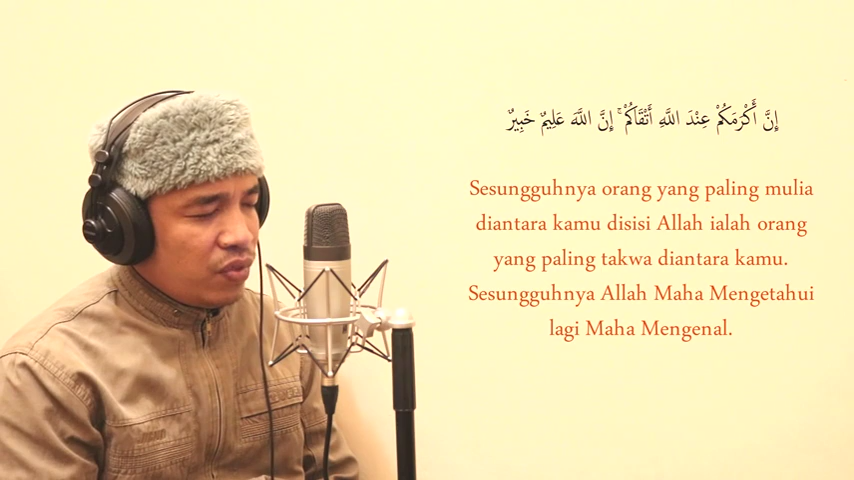 إِنَّ أَكْرَمَكُمْ عِنْدَ اللَّهِ أَتْقَاكُمْ ۚ إِنَّ اللَّهَ عَلِيمٌ خَبِيرٌ
Sesungguhnya orang yang paling mulia
diantara kamu disisi Allah ialah orang
yang paling takwa diantara kamu.
Sesungguhnya Allah Maha Mengetahui
lagi Maha Mengenal.